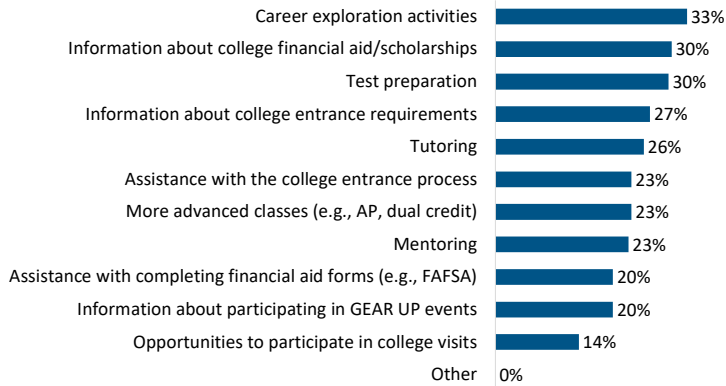 Career exploration activities 33%
Information about college financial aid/scholarships 30%
Test preparation 30%
Information about college entrance requirements 27%
Tutoring 26%
Assistance with the college entrance process 23%
More advanced classes (e.g., AP, dual credit) 23%
Mentoring 23%
Assistance with completing financial aid forms (e.g., FAFSA) 20%
Information about participating in GEAR UP events 20%
Opportunities to participate in college visits 14%
Other 0%